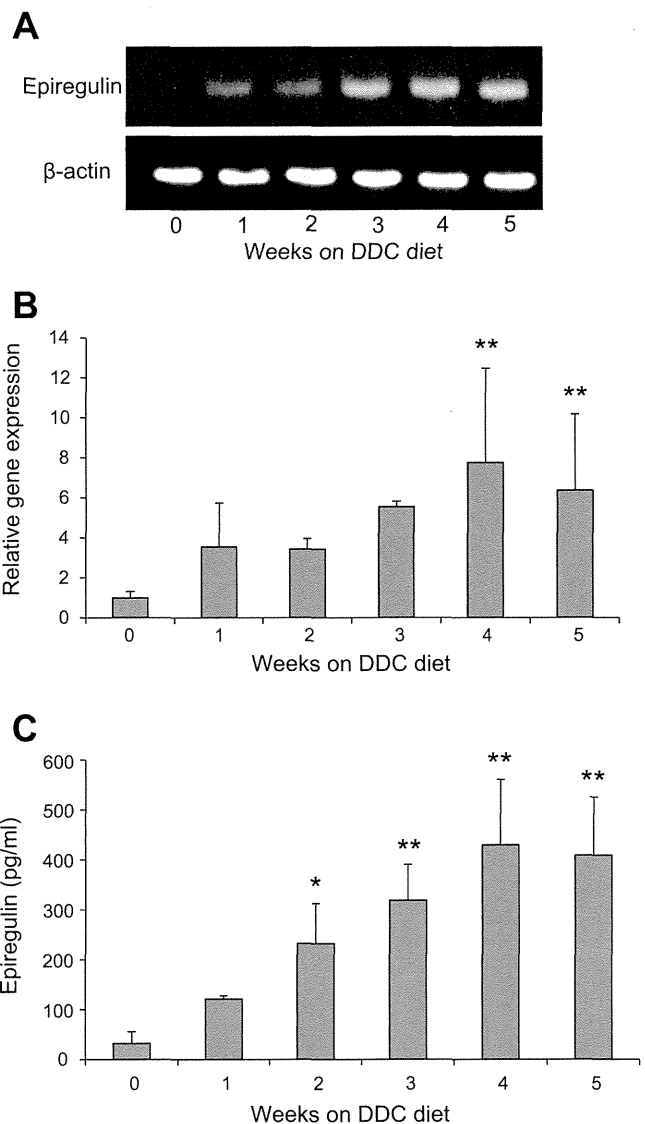 A
Epiregulin
β-actin
0 1 2 3 4 5
Weeks on DDC diet
B
Relative gene expression
14
12
10
8
6
4
2
0
** **
0 1 2 3 4 5
Weeks on DDC diet
C
Epiregulin (pg/ml)
600
500
400
300
200
100
0
* ** ** **
0 1 2 3 4 5
Weeks on DDC diet